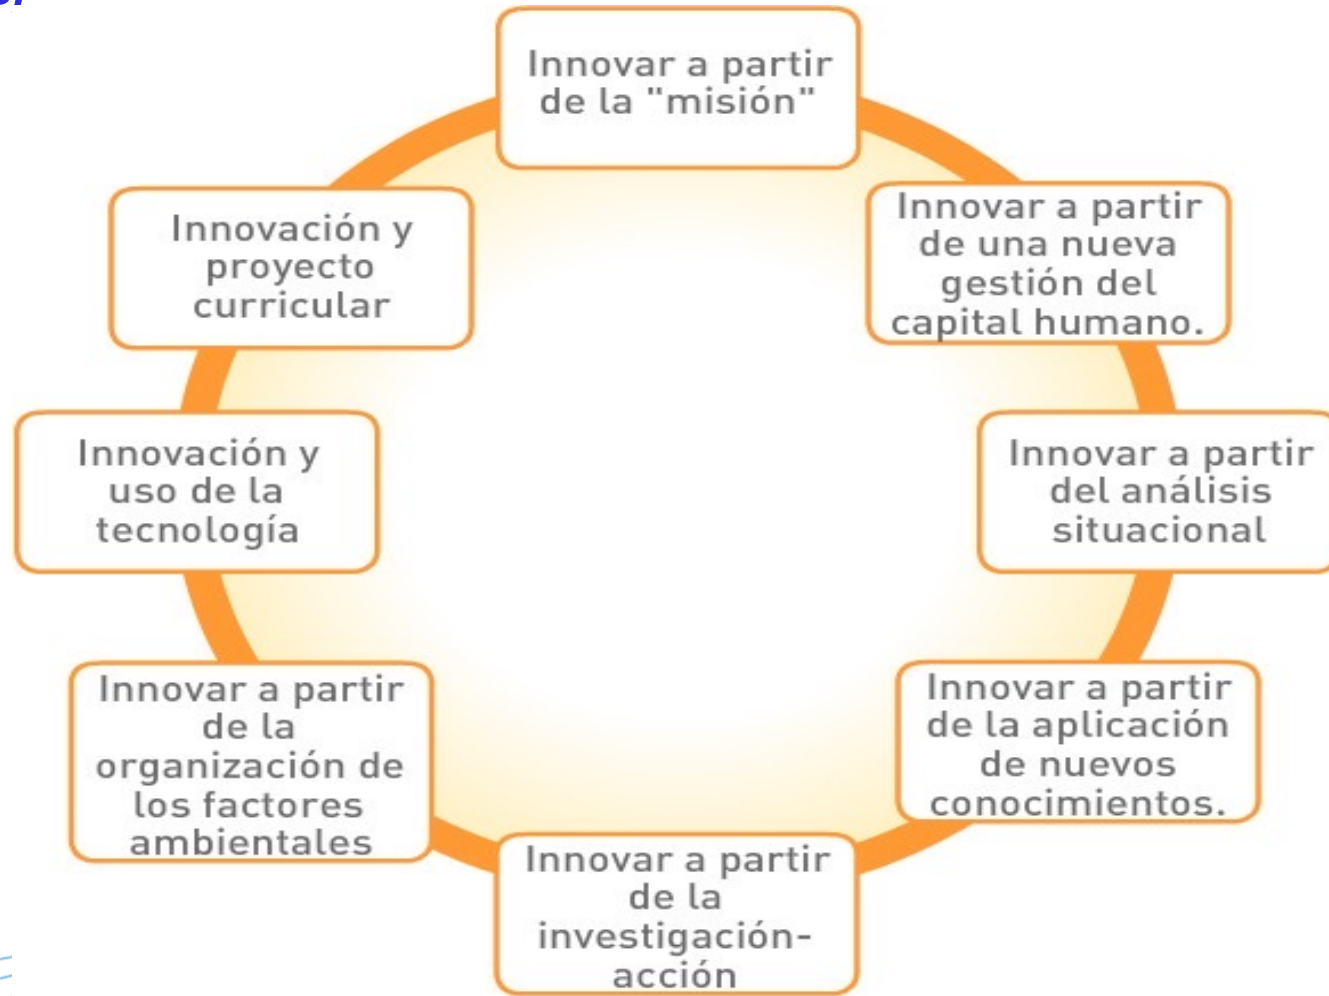 Innovar a partir
de la "misión"
Innovar a partir
de una nueva
gestión del
capital humano.
Innovar a partir
del análisis
situacional
Innovar a partir
de la aplicación
de nuevos
conocimientos.
Innovar a partir
de la
investigación-
acción
Innovar a partir
de la
organización de
los factores
ambientales
Innovación y
uso de la
tecnología
Innovación y
proyecto
curricular